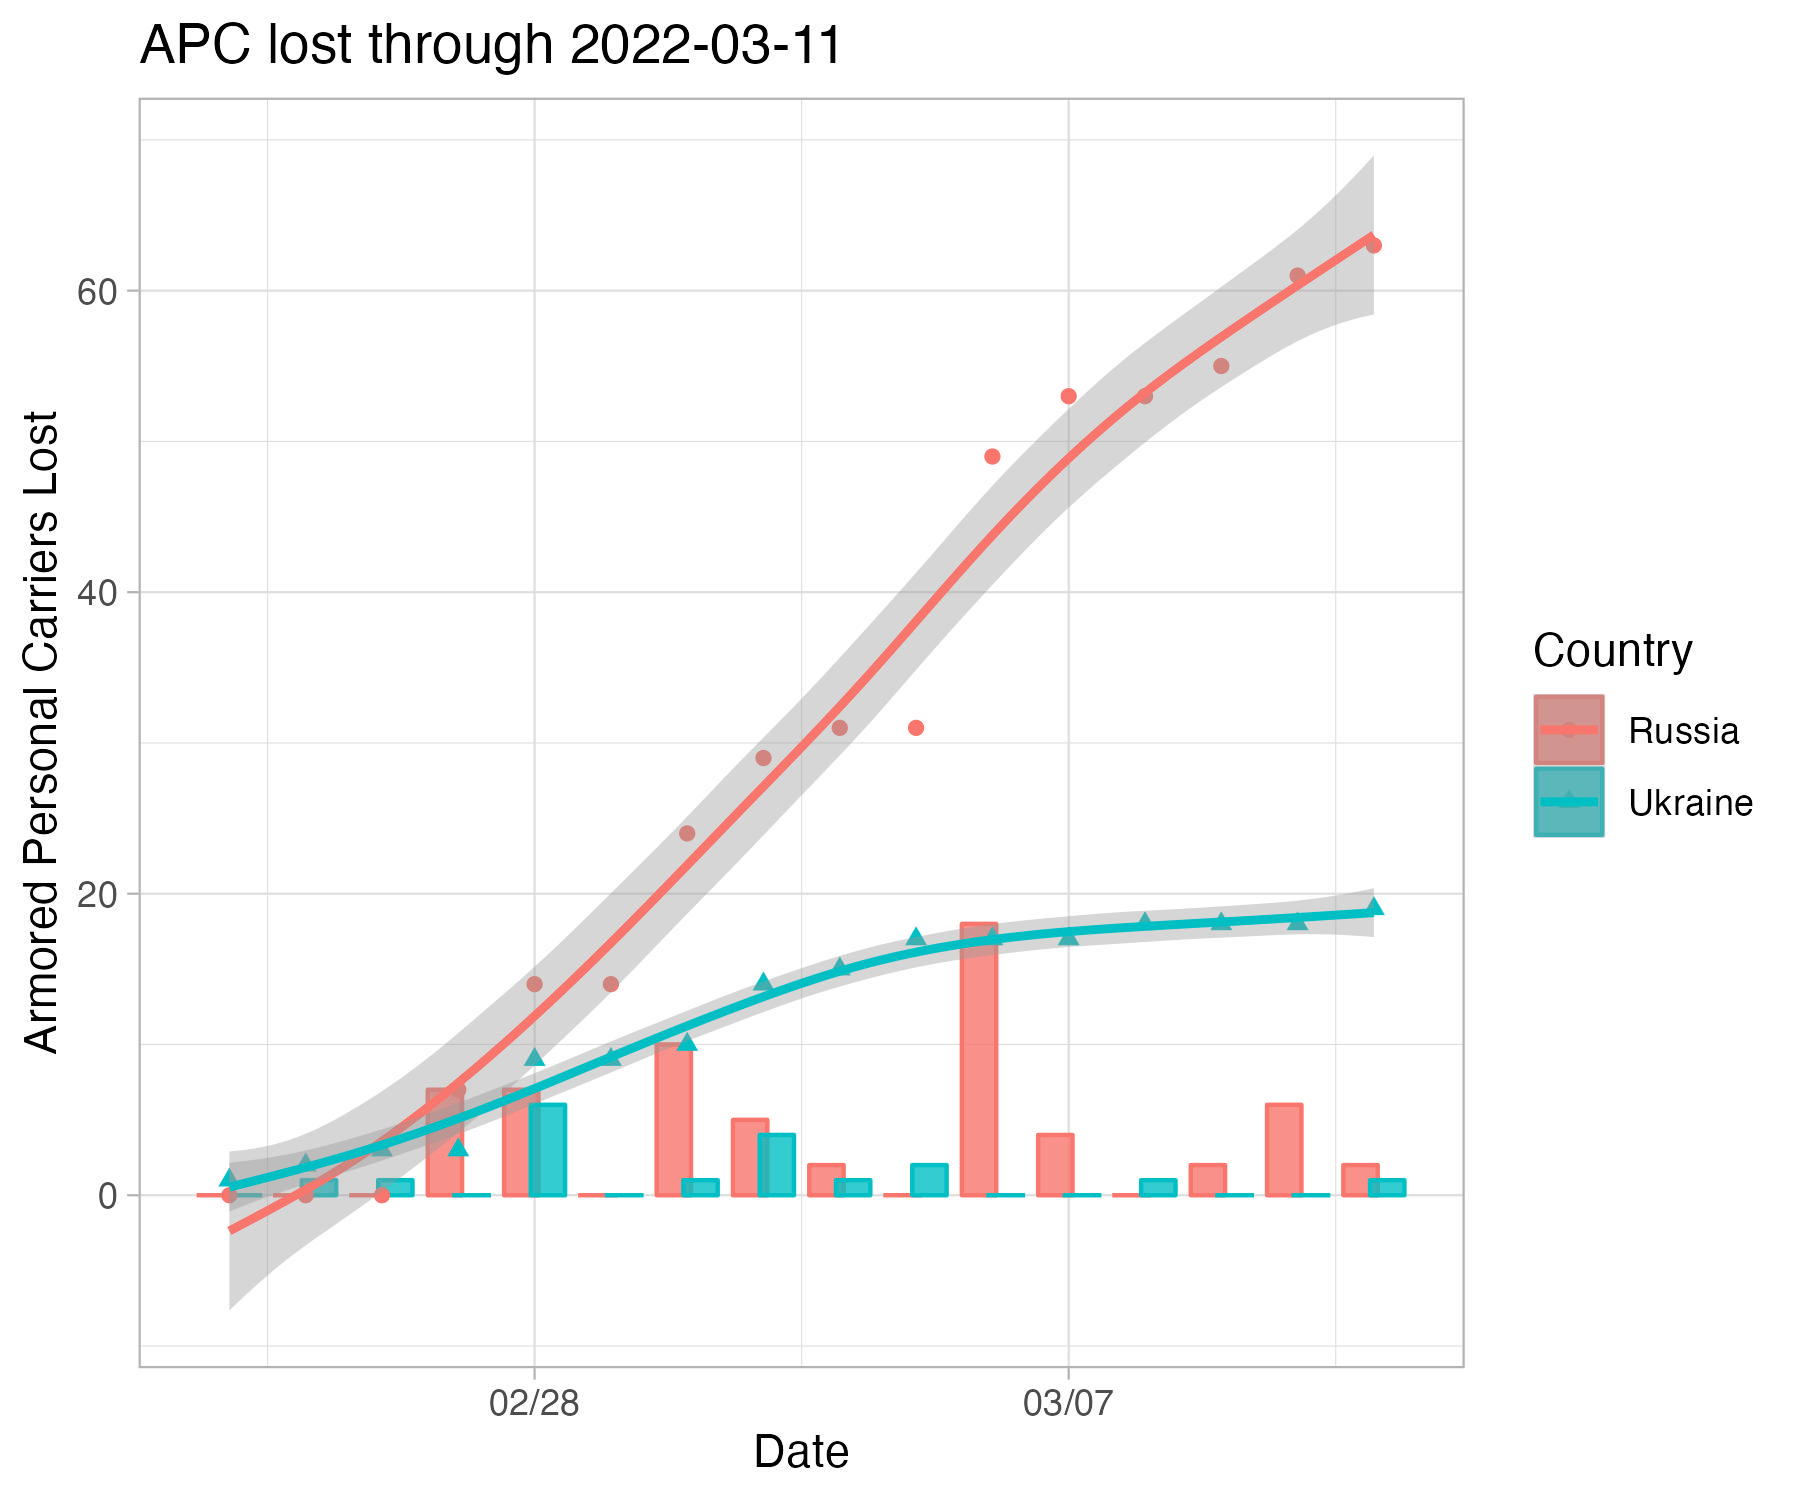 APC lost through 2022-03-11
Armored Personal Carriers Lost
60
40
20
0
02/28
03/07
Date
Country
Russia
Ukraine